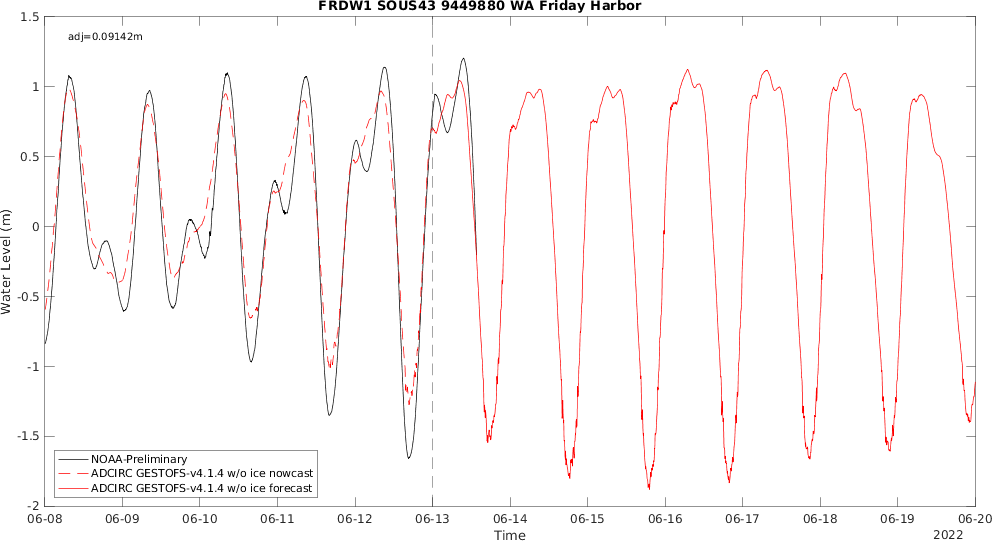 FRDW1 SOUS43 9449880 WA Friday Harbor
adj=0.09142m
1.5
1
0.5
0
-0.5
-1
-1.5
-2
Water Level (m)
NOAA-Preliminary
ADCIRC GESTOFS-v4.1.4 w/o ice nowcast
ADCIRC GESTOFS-v4.1.4 w/o ice forecast
06-08 06-09 06-10 06-11 06-12 06-13 06-14 06-15 06-16 06-17 06-18 06-19 06-20
Time
2022